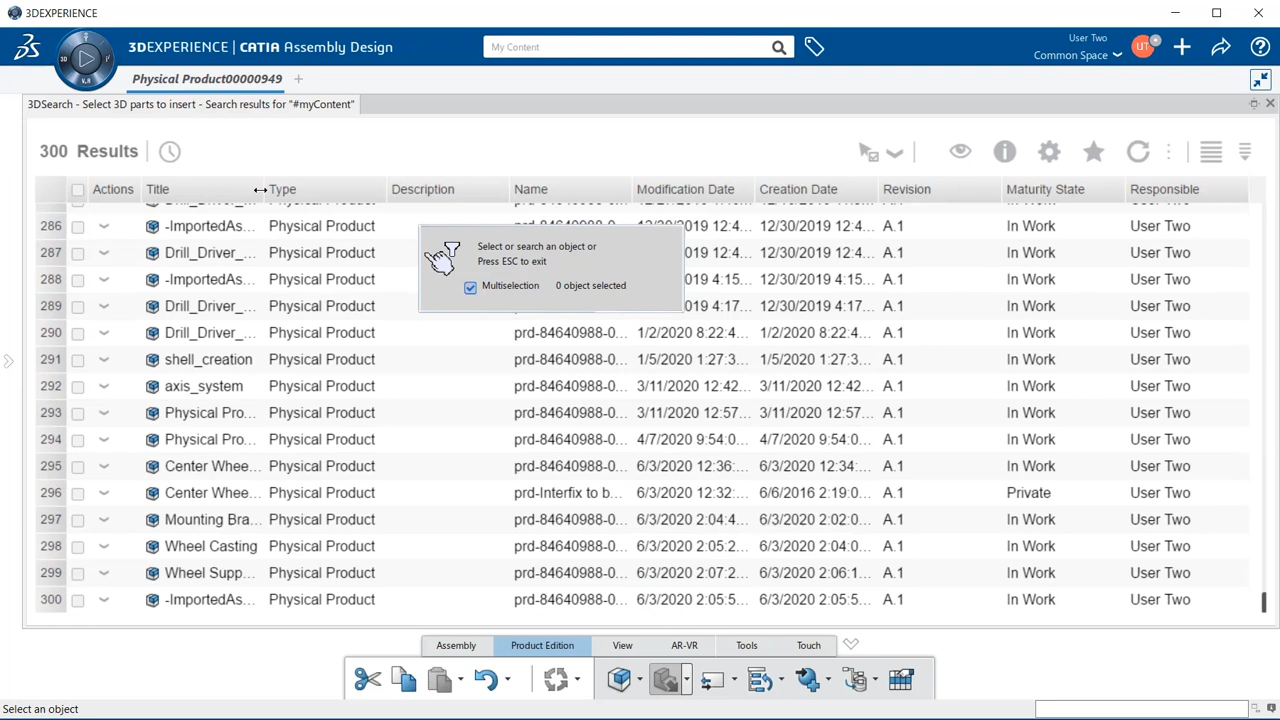 3DEXPERIENCE
3DEXPERIENCE | CATIA Assembly Design
My Content
User Two
Common Space
UT
3D
V.R
Physical Product00000949
3DSearch - Select 3D parts to insert - Search results for "#myContent"
300 Results
Actions Title Type Description Name Modification Date Creation Date Revision Maturity State Responsible
286 -ImportedAs... Physical Product 12/30/2019 12:4... A.1 In Work User Two
287 Drill_Driver_... Physical Product 12/30/2019 12:4... A.1 In Work User Two
288 -ImportedAs... Physical Product 12/30/2019 4:15... A.1 In Work User Two
289 Drill_Driver_... Physical Product 12/30/2019 4:17... A.1 In Work User Two
290 Drill_Driver_... Physical Product prd-84640988-0... 1/2/2020 8:22:4... 1/2/2020 8:22:4... A.1 In Work User Two
291 shell_creation Physical Product prd-84640988-0... 1/5/2020 1:27:3... 1/5/2020 1:27:3... A.1 In Work User Two
292 axis_system Physical Product prd-84640988-0... 3/11/2020 12:42... 3/11/2020 12:42... A.1 In Work User Two
293 Physical Pro... Physical Product prd-84640988-0... 3/11/2020 12:57... 3/11/2020 12:57... A.1 In Work User Two
294 Physical Pro... Physical Product prd-84640988-0... 4/7/2020 9:54:0... 4/7/2020 9:54:0... A.1 In Work User Two
295 Center Whee... Physical Product prd-84640988-0... 6/3/2020 12:36:... 6/3/2020 12:34:... A.1 In Work User Two
296 Center Whee... Physical Product prd-Interfix to b... 6/3/2020 12:32:... 6/6/2016 2:19:0... A.1 Private User Two
297 Mounting Bra... Physical Product prd-84640988-0... 6/3/2020 2:04:4... 6/3/2020 2:02:0... A.1 In Work User Two
298 Wheel Casting Physical Product prd-84640988-0... 6/3/2020 2:05:2... 6/3/2020 2:04:0... A.1 In Work User Two
299 Wheel Supp... Physical Product prd-84640988-0... 6/3/2020 2:07:2... 6/3/2020 2:06:1... A.1 In Work User Two
300 -ImportedAs... Physical Product prd-84640988-0... 6/3/2020 2:05:5... 6/3/2020 2:05:5... A.1 In Work User Two
Select or search an object or
Press ESC to exit
Multiselection 0 object selected
Assembly Product Edition View AR-VR Tools Touch
Select an object